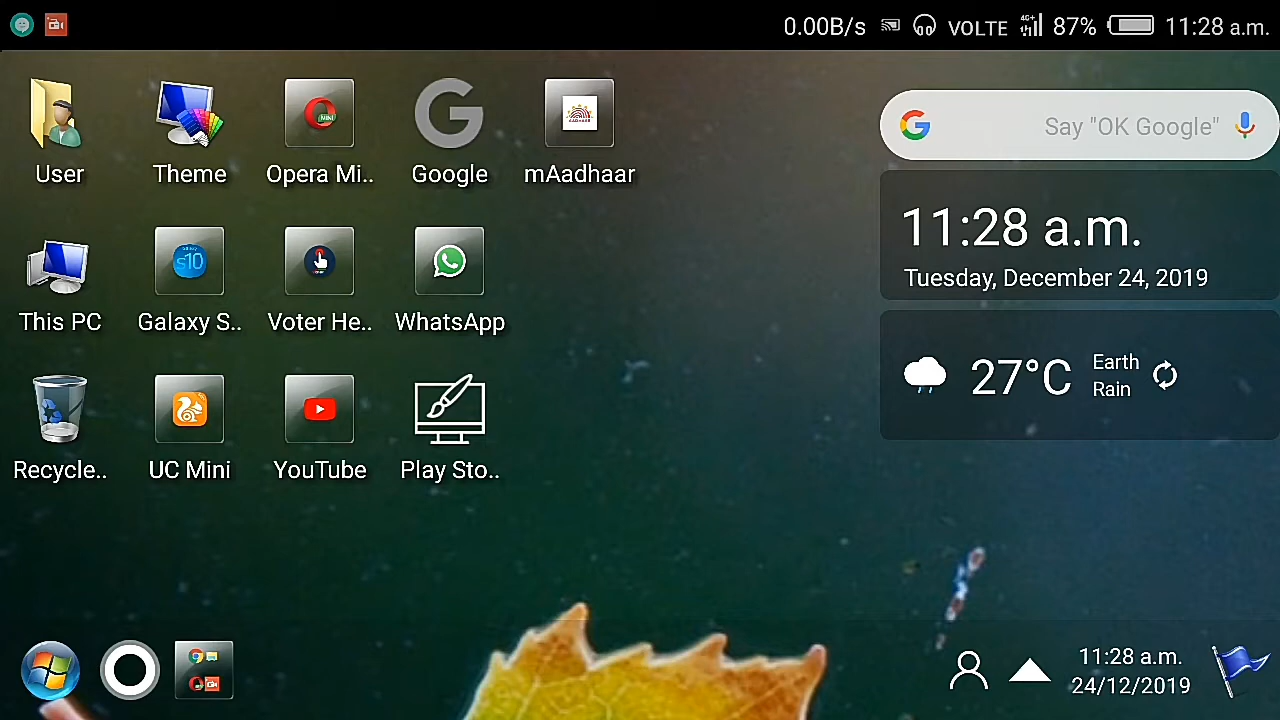 0.00B/s VOLTE 4G+ 87% 11:28 a.m.
User Theme Opera Mi.. Google mAadhaar
Say "OK Google"
11:28 a.m.
Tuesday, December 24, 2019
This PC Galaxy S.. Voter He.. WhatsApp
27°C Earth
Rain
Recycle.. UC Mini YouTube Play Sto..
11:28 a.m.
24/12/2019